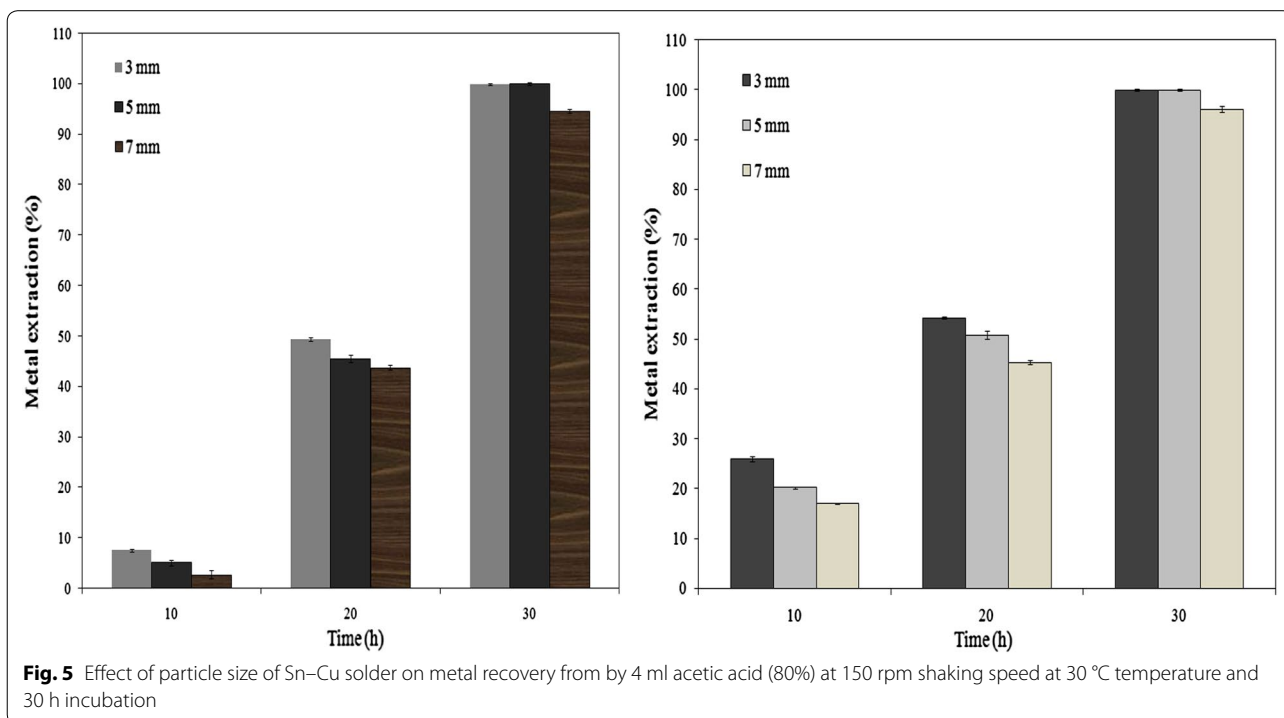 110
100
90
80
70
60
50
40
30
20
10
0
Metal extraction (%)
3 mm
5 mm
7 mm
10 20 30
Time (h)
110
100
90
80
70
60
50
40
30
20
10
0
Metal extraction (%)
3 mm
5 mm
7 mm
10 20 30
Time (h)
Fig. 5 Effect of particle size of Sn–Cu solder on metal recovery from by 4 ml acetic acid (80%) at 150 rpm shaking speed at 30 °C temperature and
30 h incubation